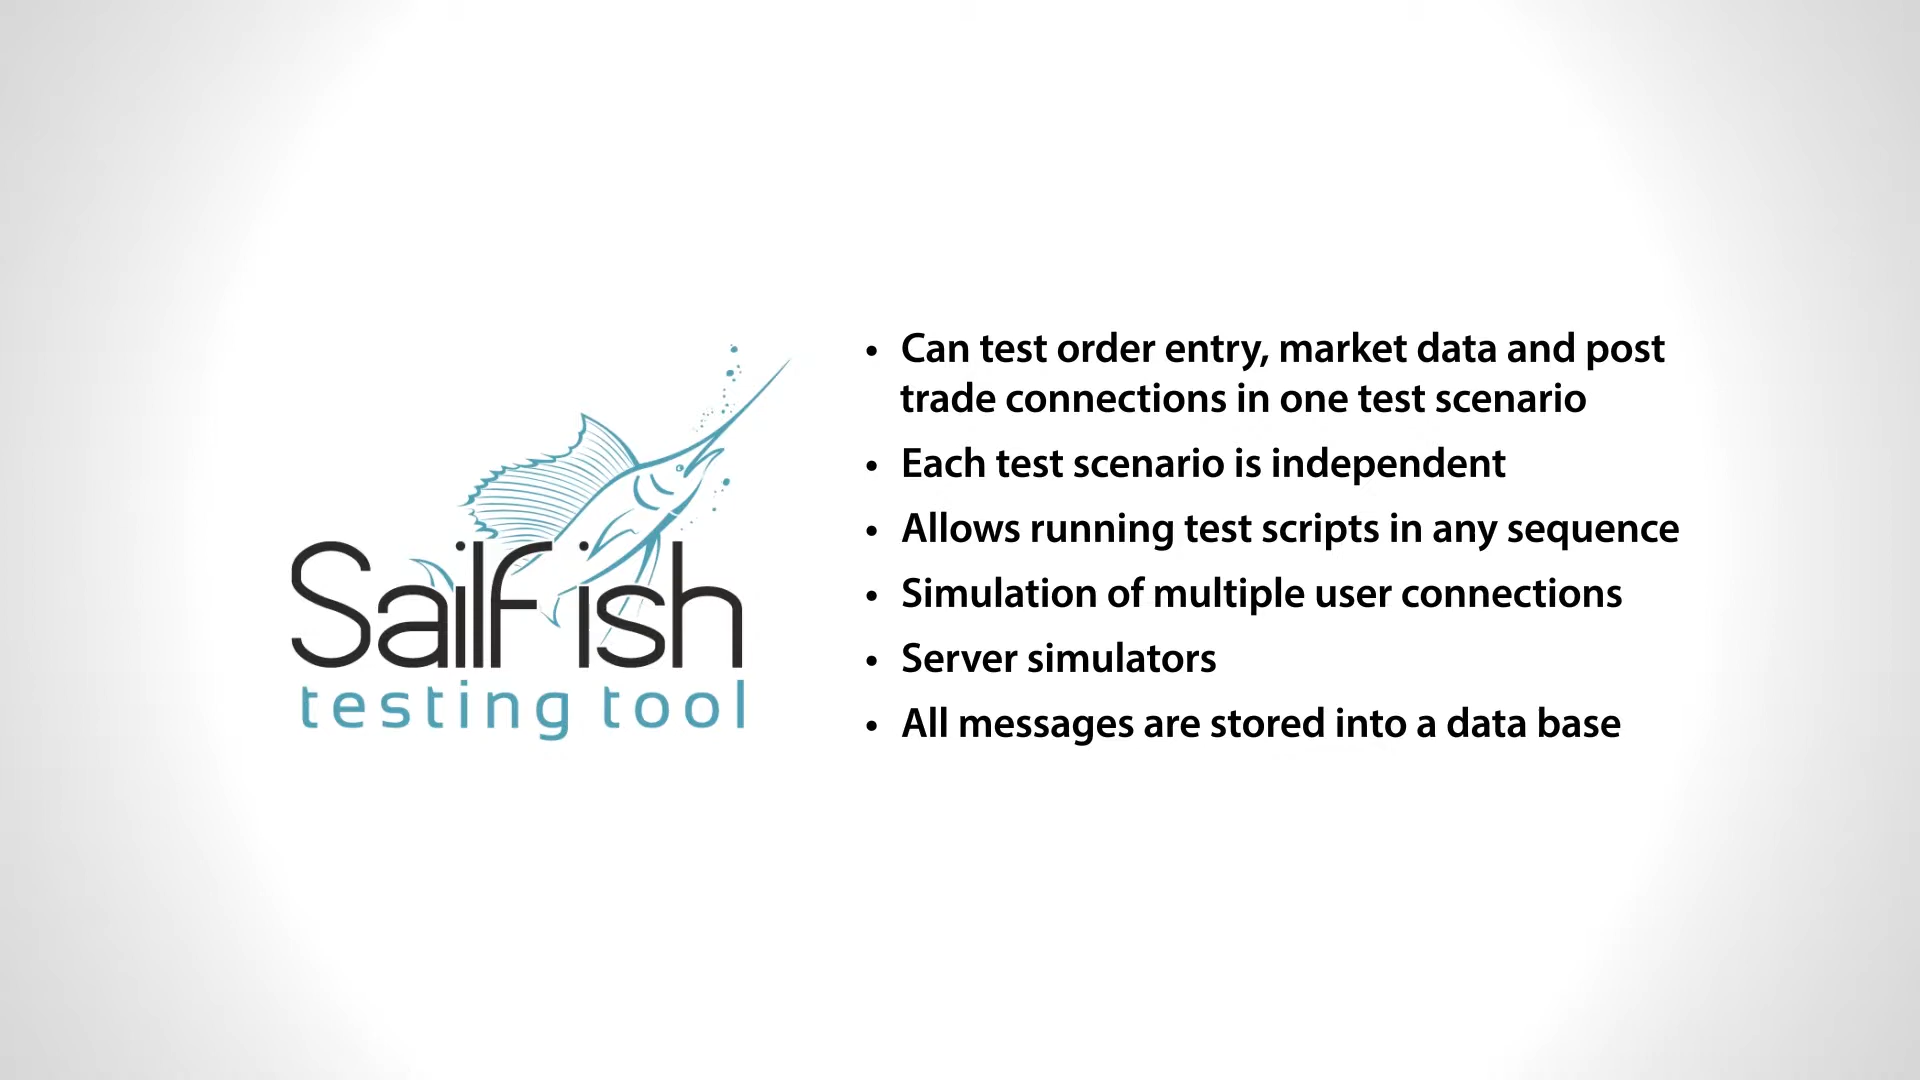 SailFish
testing tool
• Can test order entry, market data and post
trade connections in one test scenario
• Each test scenario is independent
• Allows running test scripts in any sequence
• Simulation of multiple user connections
• Server simulators
• All messages are stored into a data base